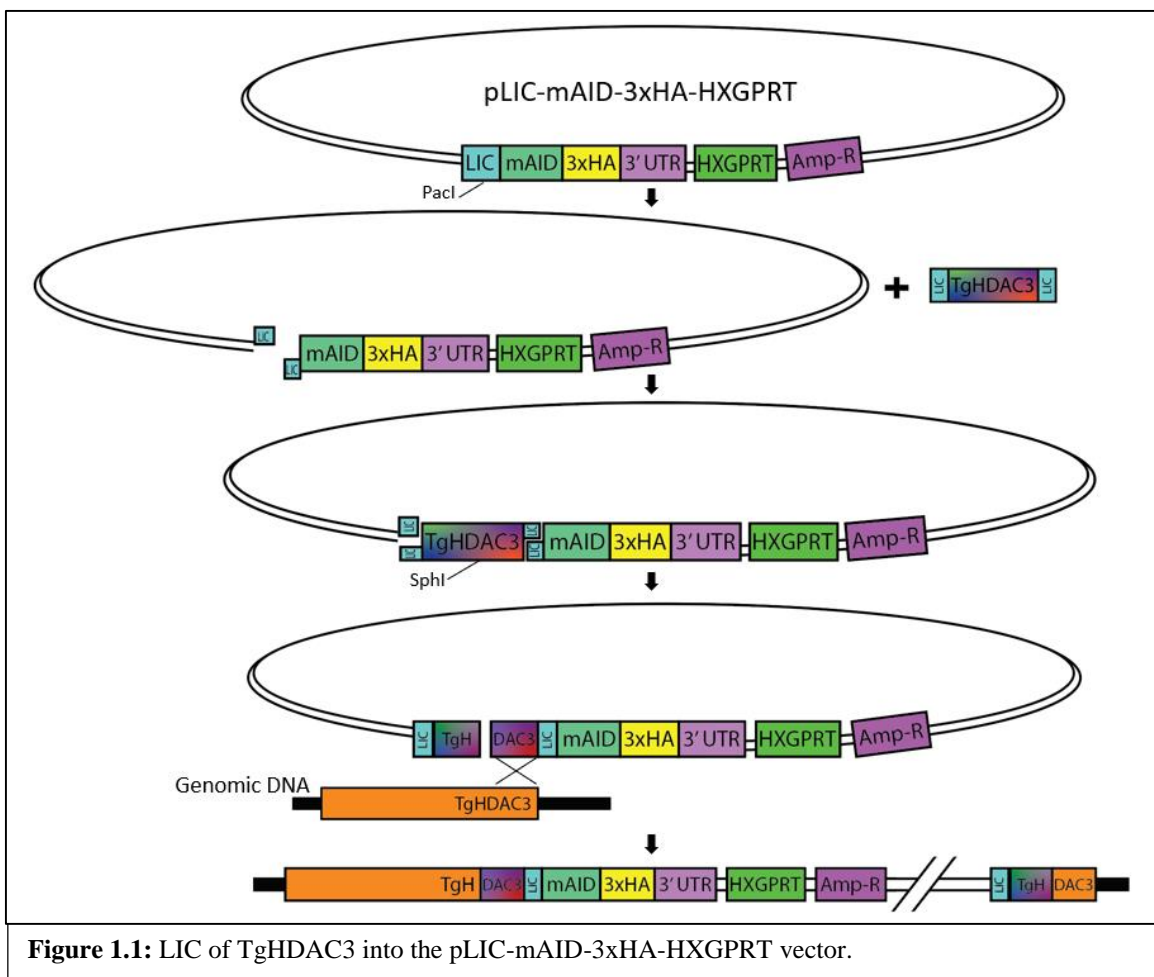 pLIC-mAID-3xHA-HXGPRT
LIC mAID 3xHA 3' UTR HXGPRT Amp-R
PacI
+ LIC TgHDAC3 LIC
LIC
LIC mAID 3xHA 3' UTR HXGPRT Amp-R
LIC LIC
LIC TgHDAC3 LIC mAID 3xHA 3' UTR HXGPRT Amp-R
SphI
LIC TgH DAC3 LIC mAID 3xHA 3' UTR HXGPRT Amp-R
Genomic DNA
TgHDAC3
TgH DAC3 LIC mAID 3xHA 3' UTR HXGPRT Amp-R LIC TgH DAC3
Figure 1.1: LIC of TgHDAC3 into the pLIC-mAID-3xHA-HXGPRT vector.